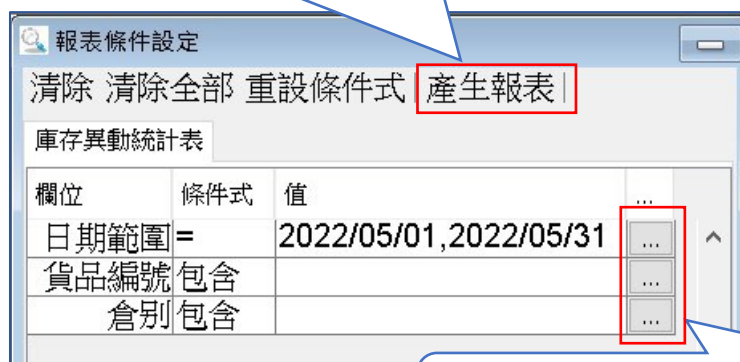 報表條件設定
清除 清除全部 重設條件式 產生報表
庫存異動統計表
欄位 條件式 值 ...
日期範圍 = 2022/05/01,2022/05/31 ...
貨品編號 包含 ...
倉別 包含 ...